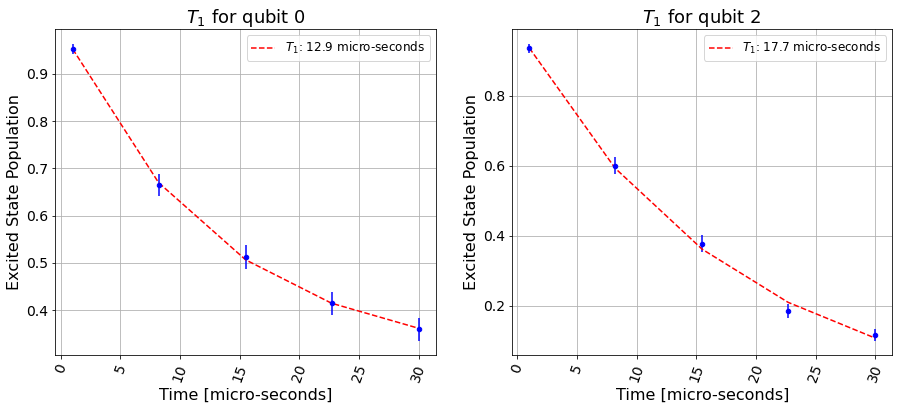 T₁ for qubit 0
T₁: 12.9 micro-seconds
Excited State Population
0.9
0.8
0.7
0.6
0.5
0.4
0 5 10 15 20 25 30
Time [micro-seconds]
T₁ for qubit 2
T₁: 17.7 micro-seconds
Excited State Population
0.8
0.6
0.4
0.2
0 5 10 15 20 25 30
Time [micro-seconds]